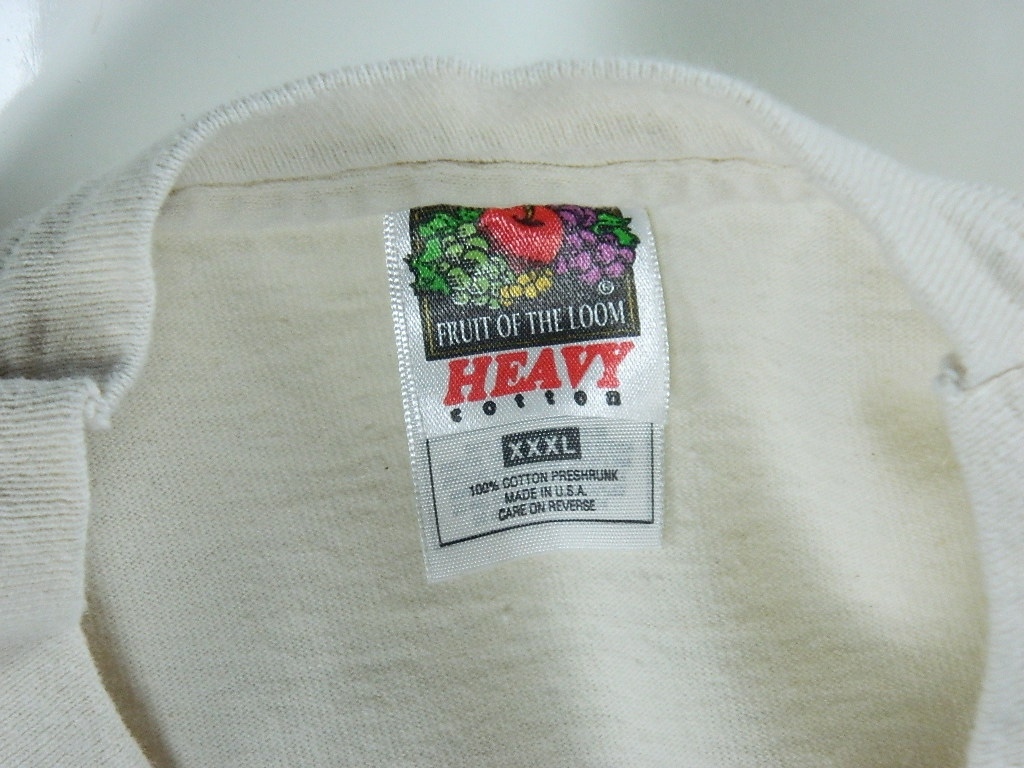 ®
FRUIT OF THE LOOM
HEAVY
cotton
XXXL
100% COTTON PRESHRUNK
MADE IN U.S.A.
CARE ON REVERSE